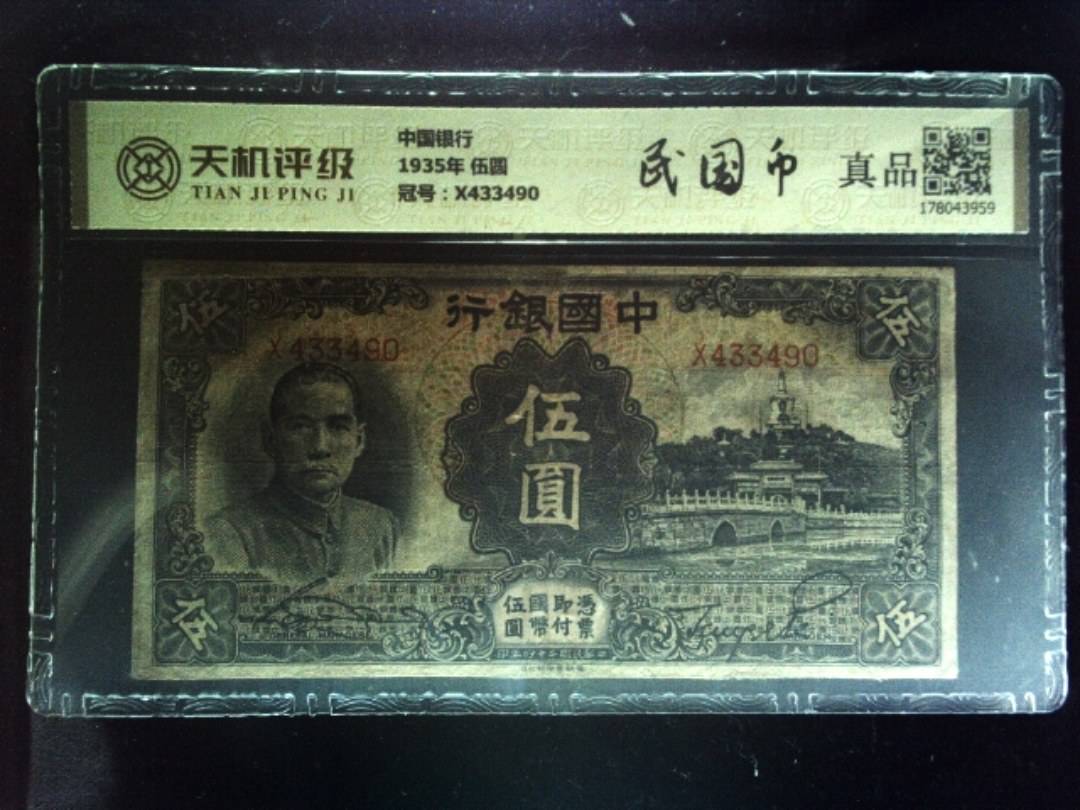 天机评级
TIAN JI PING JI
中国银行
1935年 伍圆
冠号：X433490
民国币
真品
178043959
伍
行銀國中
伍
X433490
X433490
伍圓
憑票
即付
國幣
伍圓
伍
GENERAL MANAGER
伍